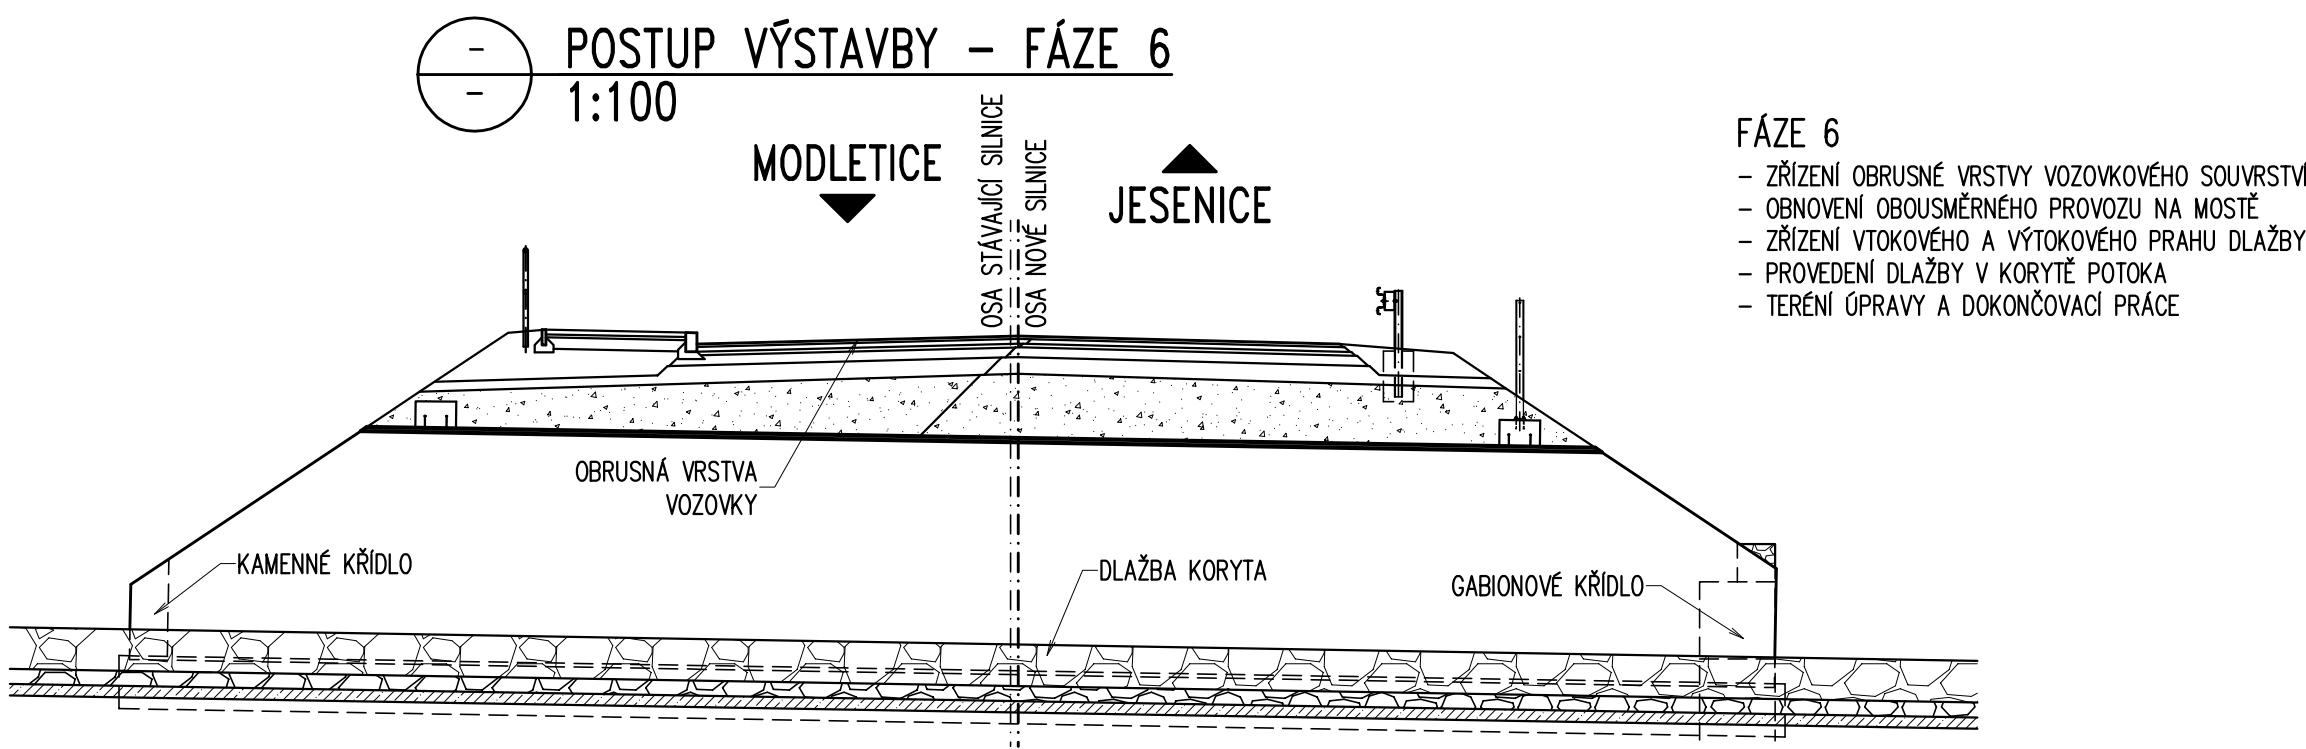 -
-
POSTUP VÝSTAVBY - FÁZE 6
1:100
MODLETICE
JESENICE
OSA STÁVAJÍCÍ SILNICE
OSA NOVÉ SILNICE
FÁZE 6
- ZŘÍZENÍ OBRUSNÉ VRSTVY VOZOVKOVÉHO SOUVRSTVÍ
- OBNOVENÍ OBOUSMĚRNÉHO PROVOZU NA MOSTĚ
- ZŘÍZENÍ VTOKOVÉHO A VÝTOKOVÉHO PRAHU DLAŽBY
- PROVEDENÍ DLAŽBY V KORYTĚ POTOKA
- TERÉNÍ ÚPRAVY A DOKONČOVACÍ PRÁCE
OBRUSNÁ VRSTVA
VOZOVKY
KAMENNÉ KŘÍDLO
DLAŽBA KORYTA
GABIONOVÉ KŘÍDLO